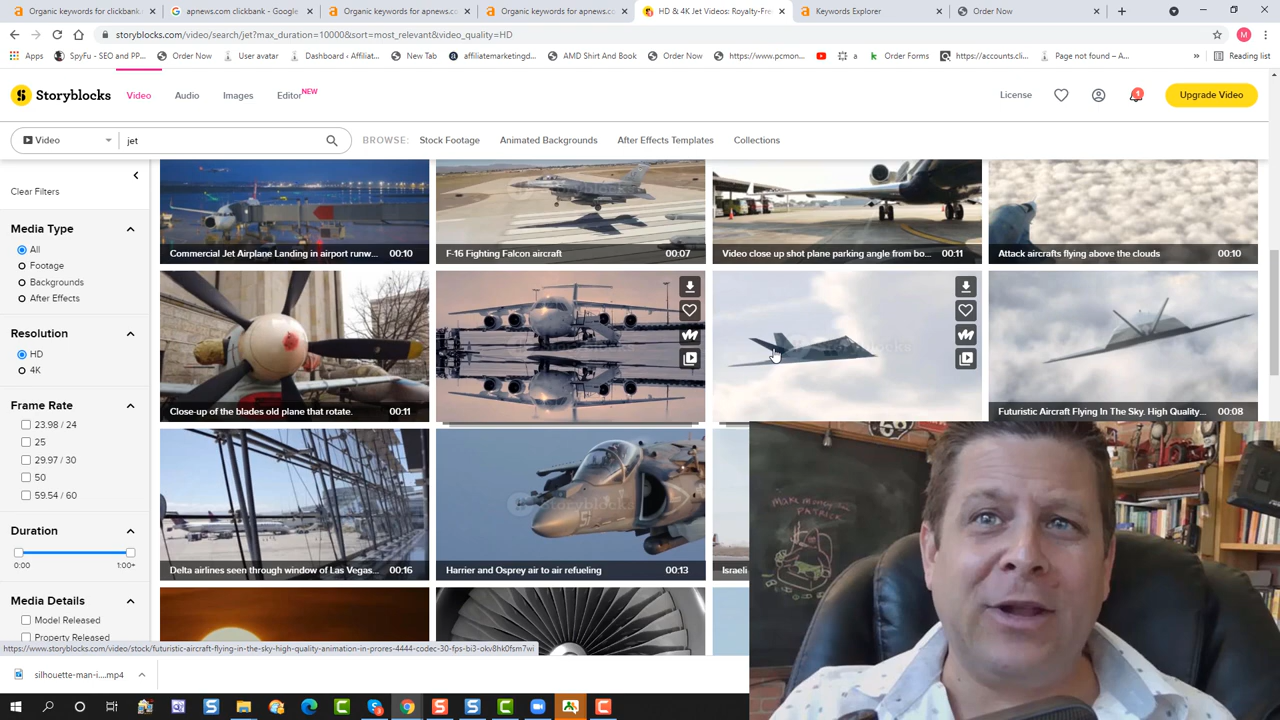 Organic keywords for clickbank.
apnews.com clickbank - Google
Organic keywords for apnews.co
Organic keywords for apnews.co
HD & 4K Jet Videos: Royalty-Fre
Keywords Explorer
Order Now
storyblocks.com/video/search/jet?max_duration=10000&sort=most_relevant&video_quality=HD
M
Apps
SpyFu - SEO and PP...
Order Now
User avatar
Dashboard ‹ Affiliat...
New Tab
affiliatemarketingd...
AMD Shirt And Book
Order Now
https://www.pcmon...
a
Order Forms
https://accounts.cli...
Page not found – A...
»
Reading list
Storyblocks
Video
Audio
Images
Editor NEW
License
1
Upgrade Video
Video
jet
BROWSE:
Stock Footage
Animated Backgrounds
After Effects Templates
Collections
Clear Filters
Media Type
All
Footage
Backgrounds
After Effects
Resolution
HD
4K
Frame Rate
23.98 / 24
25
29.97 / 30
50
59.54 / 60
Duration
0:00
1:00+
Media Details
Model Released
Property Released
Commercial Jet Airplane Landing in airport runw... 00:10
F-16 Fighting Falcon aircraft 00:07
Video close up shot plane parking angle from bo... 00:11
Attack aircrafts flying above the clouds 00:10
Close-up of the blades old plane that rotate. 00:11
Futuristic Aircraft Flying In The Sky. High Quality... 00:08
Delta airlines seen through window of Las Vegas... 00:16
Harrier and Osprey air to air refueling 00:13
Israeli
MAKE MONEY
PATRICK
https://www.storyblocks.com/video/stock/futuristic-aircraft-flying-in-the-sky-high-quality-animation-in-prores-4444-codec-30-fps-bi3-okv8hk0fsm7wi
silhouette-man-i....mp4